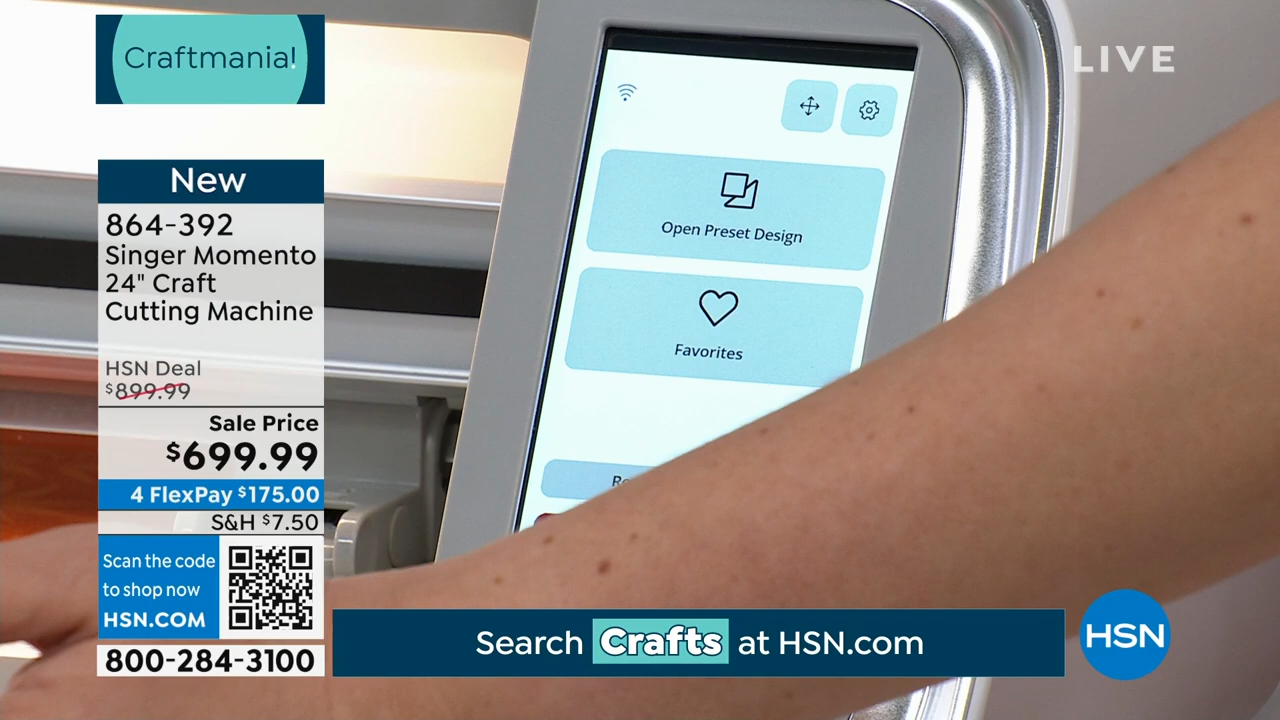 Craftmania!
LIVE
New
864-392
Singer Momento
24" Craft
Cutting Machine
HSN Deal
$899.99
Sale Price
$699.99
4 FlexPay $175.00
S&H $7.50
Scan the code
to shop now
HSN.COM
800-284-3100
Open Preset Design
Favorites
Search Crafts at HSN.com
HSN